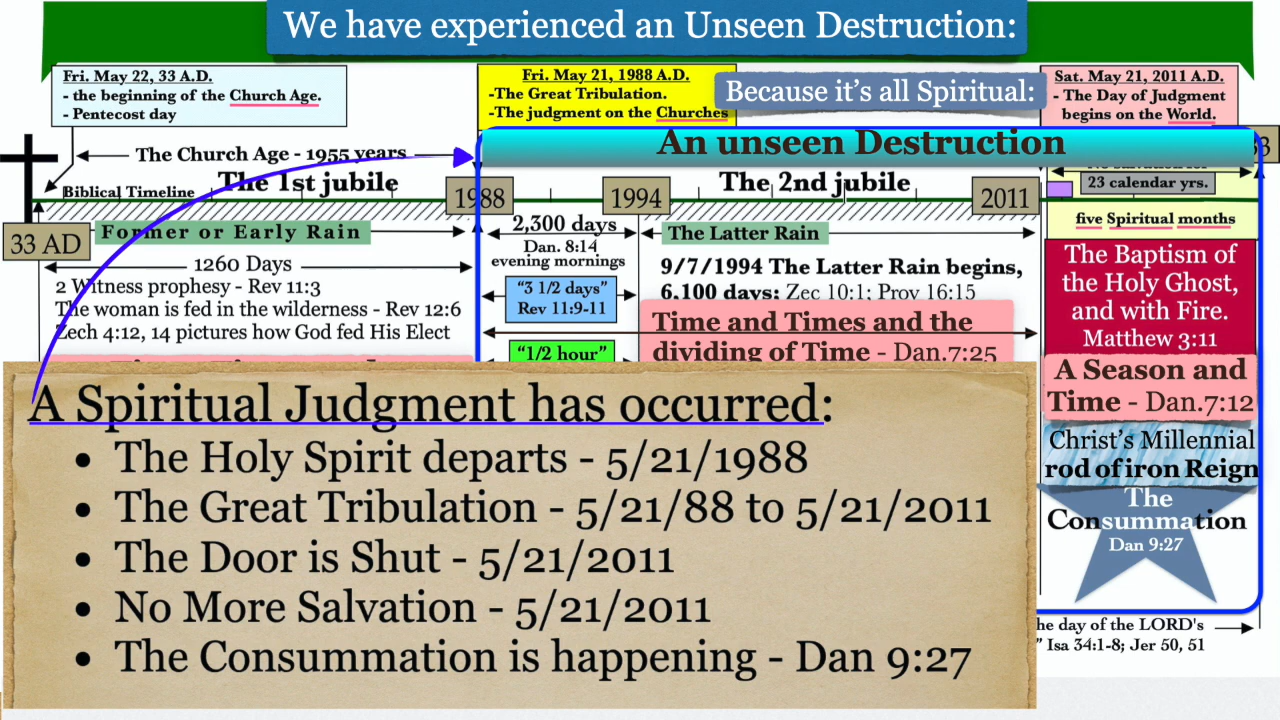 We have experienced an Unseen Destruction:
Because it's all Spiritual:
Fri. May 22, 33 A.D.
- the beginning of the Church Age.
- Pentecost day
Fri. May 21, 1988 A.D.
-The Great Tribulation.
-The judgment on the Churches
Sat. May 21, 2011 A.D.
- The Day of Judgment
begins on the World.
An unseen Destruction
The Church Age - 1955 years
Biblical Timeline
The 1st jubile
1988
1994
The 2nd jubile
2011
23 calendar yrs.
33 AD
Former or Early Rain
2,300 days
Dan. 8:14
evening mornings
The Latter Rain
five Spiritual months
1260 Days
2 Witness prophesy - Rev 11:3
The woman is fed in the wilderness - Rev 12:6
Zech 4:12, 14 pictures how God fed His Elect
"3 1/2 days"
Rev 11:9-11
"1/2 hour"
9/7/1994 The Latter Rain begins,
6,100 days: Zec 10:1; Prov 16:15
Time and Times and the
dividing of Time - Dan.7:25
The Baptism of
the Holy Ghost,
and with Fire.
Matthew 3:11
A Season and
Time - Dan.7:12
Christ's Millennial
rod of iron Reign
The
Consummation
Dan 9:27
he day of the LORD's
" Isa 34:1-8; Jer 50, 51
A Spiritual Judgment has occurred:
• The Holy Spirit departs - 5/21/1988
• The Great Tribulation - 5/21/88 to 5/21/2011
• The Door is Shut - 5/21/2011
• No More Salvation - 5/21/2011
• The Consummation is happening - Dan 9:27